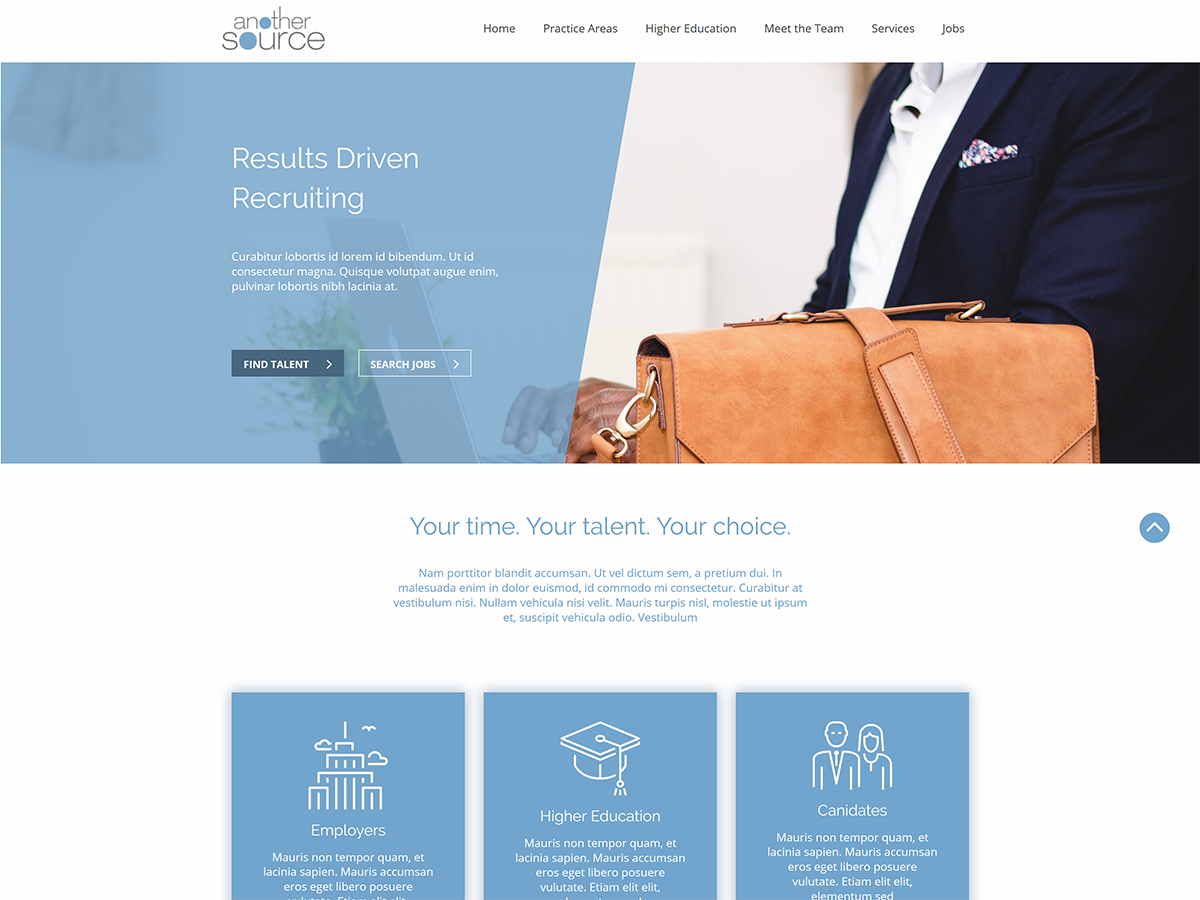 another
source
Home
Practice Areas
Higher Education
Meet the Team
Services
Jobs
Results Driven
Recruiting
Curabitur lobortis id lorem id bibendum. Ut id
consectetur magna. Quisque volutpat augue enim,
pulvinar lobortis nibh lacinia at.
FIND TALENT
SEARCH JOBS
Your time. Your talent. Your choice.
Nam porttitor blandit accumsan. Ut vel dictum sem, a pretium dui. In
malesuada enim in dolor euismod, id commodo mi consectetur. Curabitur at
vestibulum nisi. Nullam vehicula nisi velit. Mauris turpis nisl, molestie ut ipsum
et, suscipit vehicula odio. Vestibulum
Employers
Mauris non tempor quam, et
lacinia sapien. Mauris accumsan
eros eget libero posuere
vulutate. Etiam elit elit,
Higher Education
Mauris non tempor quam, et
lacinia sapien. Mauris accumsan
eros eget libero posuere
vulutate. Etiam elit elit,
Canidates
Mauris non tempor quam, et
lacinia sapien. Mauris accumsan
eros eget libero posuere
vulutate. Etiam elit elit,
elementum sed